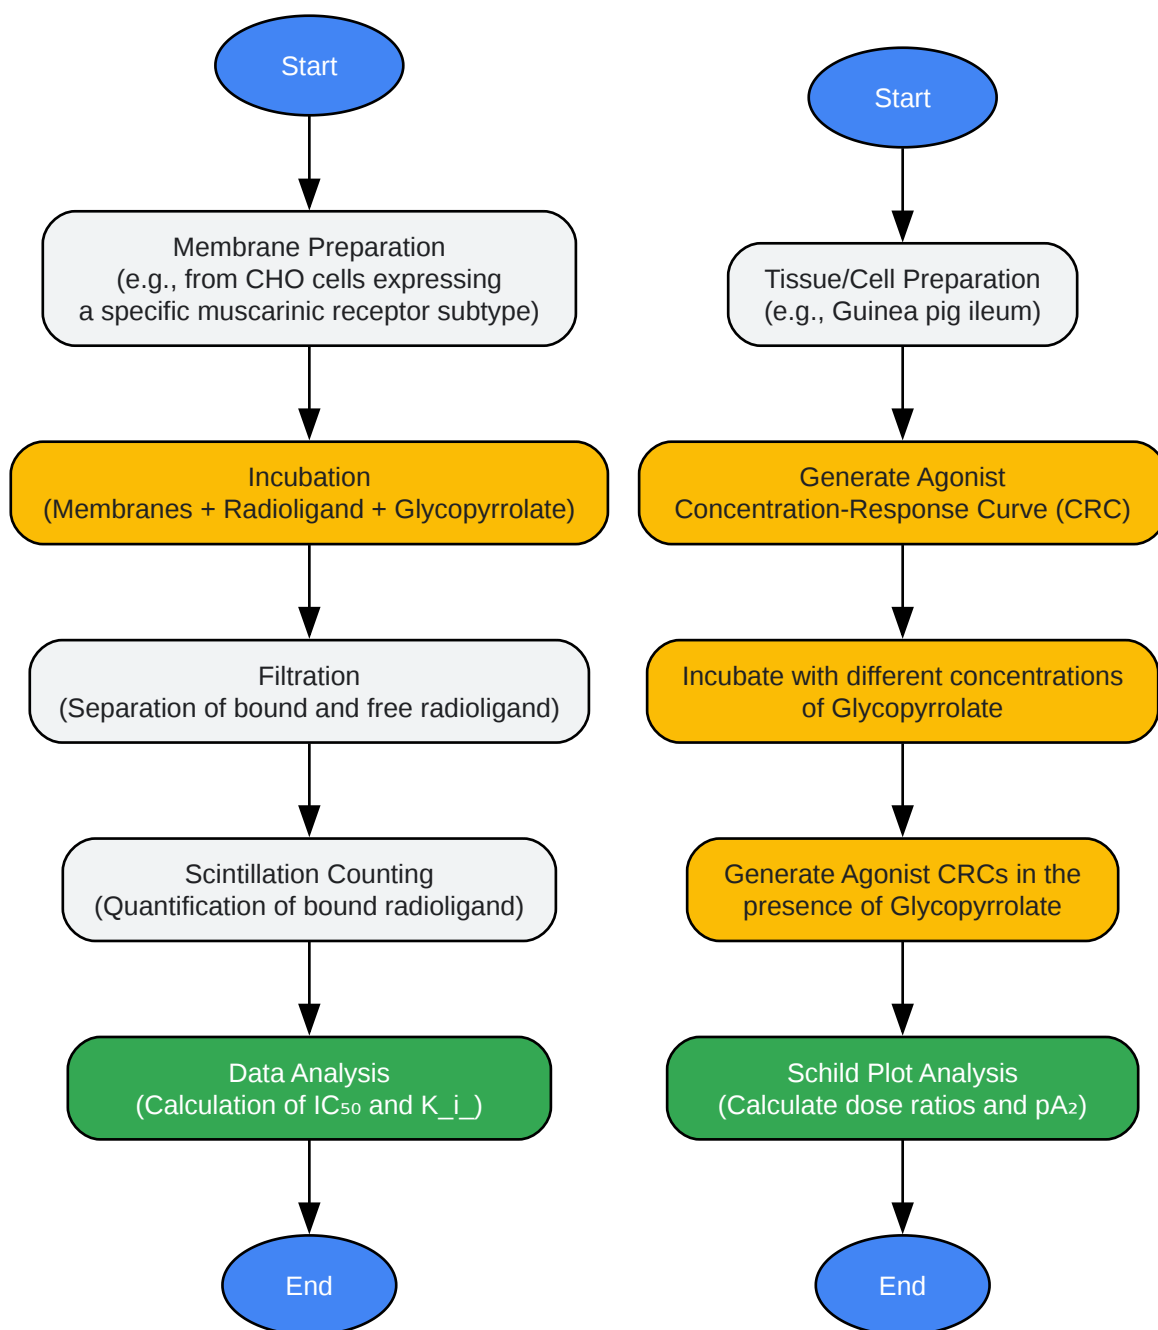 Start
Membrane Preparation
(e.g., from CHO cells expressing
a specific muscarinic receptor subtype)
Incubation
(Membranes + Radioligand + Glycopyrrolate)
Filtration
(Separation of bound and free radioligand)
Scintillation Counting
(Quantification of bound radioligand)
Data Analysis
(Calculation of IC₅₀ and K_i_)
End
Start
Tissue/Cell Preparation
(e.g., Guinea pig ileum)
Generate Agonist
Concentration-Response Curve (CRC)
Incubate with different concentrations
of Glycopyrrolate
Generate Agonist CRCs in the
presence of Glycopyrrolate
Schild Plot Analysis
(Calculate dose ratios and pA₂)
End